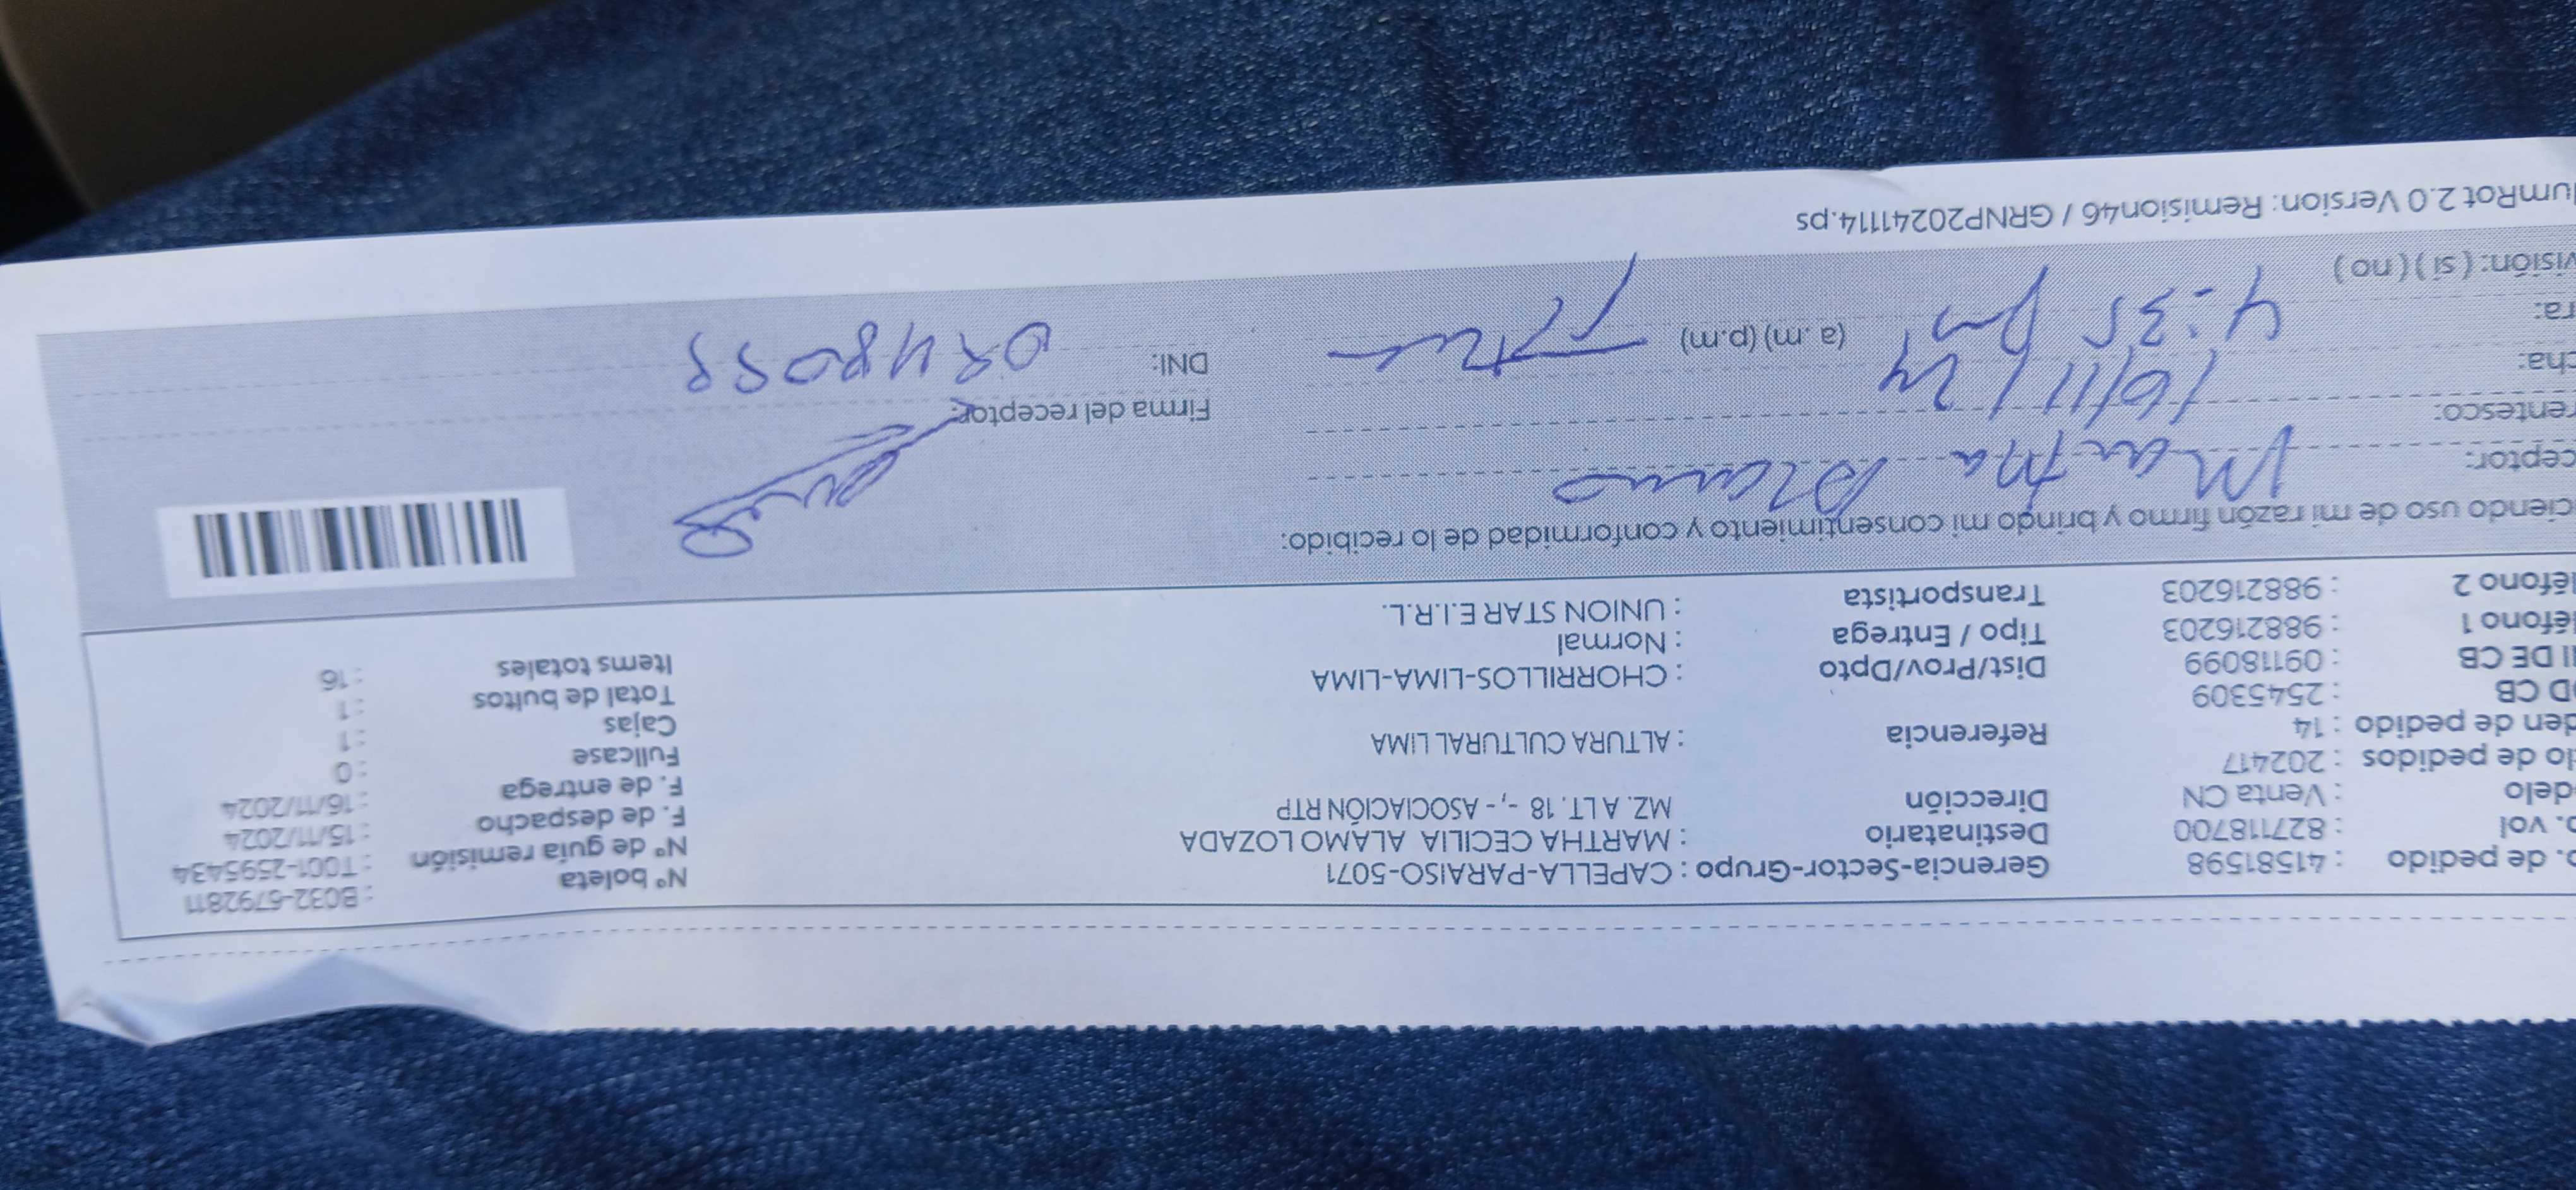 o. de pedido : 41581598 Gerencia-Sector-Grupo : CAPELLA-PARAISO-5071 N° boleta : B032-6792811
o. vol : 827118700 Destinatario : MARTHA CECILIA ALAMO LOZADA N° de guía remisión : T001-2595434
delo : Venta CN Dirección MZ. A LT. 18 -,- ASOCIACIÓN RTP F. de despacho : 15/11/2024
lo de pedidos : 202417 F. de entrega : 16/11/2024
den de pedido : 14 Referencia : ALTURA CULTURAL LIMA Fullcase : 0
OD CB : 2545309 Cajas : 1
II DE CB : 09118099 Dist/Prov/Dpto : CHORRILLOS-LIMA-LIMA Total de bultos : 1
léfono 1 : 988216203 Tipo / Entrega : Normal Items totales : 16
léfono 2 : 988216203 Transportista : UNION STAR E.I.R.L.
ciendo uso de mi razón firmo y brindo mi consentimiento y conformidad de lo recibido:
ceptor: Martha Alamo
entesco: Firma del receptor:
cha: 16/11/24 DNI:
ra: 4:35 pm (a .m) (p.m)
visión: ( si ) ( no )
umRot 2.0 Version: Remision46 / GRNP20241114.ps